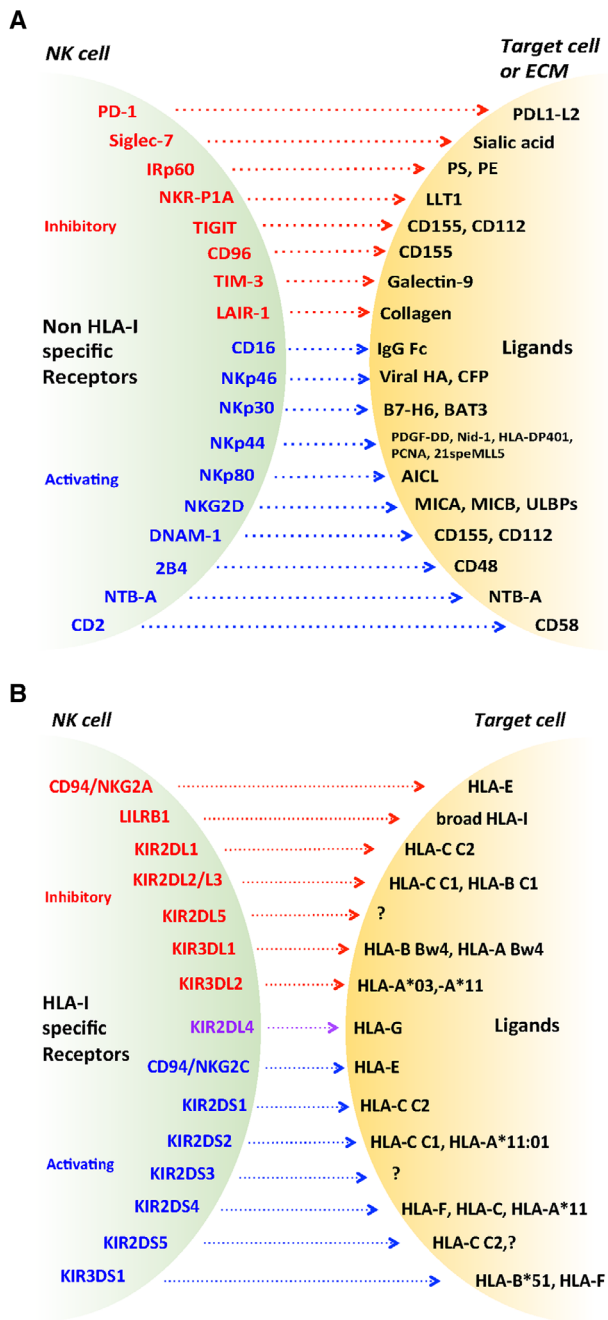 A
NK cell
Target cell
or ECM
PD-1
PDL1-L2
Siglec-7
Sialic acid
IRp60
PS, PE
NKR-P1A
LLT1
Inhibitory
TIGIT
CD155, CD112
CD96
CD155
TIM-3
Galectin-9
LAIR-1
Collagen
Non HLA-I
specific
Receptors
CD16
IgG Fc
Ligands
NKp46
Viral HA, CFP
NKp30
B7-H6, BAT3
NKp44
PDGF-DD, Nid-1, HLA-DP401,
PCNA, 21speMLL5
Activating
NKp80
AICL
NKG2D
MICA, MICB, ULBPs
DNAM-1
CD155, CD112
2B4
CD48
NTB-A
NTB-A
CD2
CD58
B
NK cell
Target cell
CD94/NKG2A
HLA-E
LILRB1
broad HLA-I
KIR2DL1
HLA-C C2
KIR2DL2/L3
HLA-C C1, HLA-B C1
Inhibitory
KIR2DL5
?
KIR3DL1
HLA-B Bw4, HLA-A Bw4
KIR3DL2
HLA-A*03,-A*11
HLA-I
specific
Receptors
KIR2DL4
HLA-G
Ligands
CD94/NKG2C
HLA-E
KIR2DS1
HLA-C C2
KIR2DS2
HLA-C C1, HLA-A*11:01
Activating
KIR2DS3
?
KIR2DS4
HLA-F, HLA-C, HLA-A*11
KIR2DS5
HLA-C C2,?
KIR3DS1
HLA-B*51, HLA-F